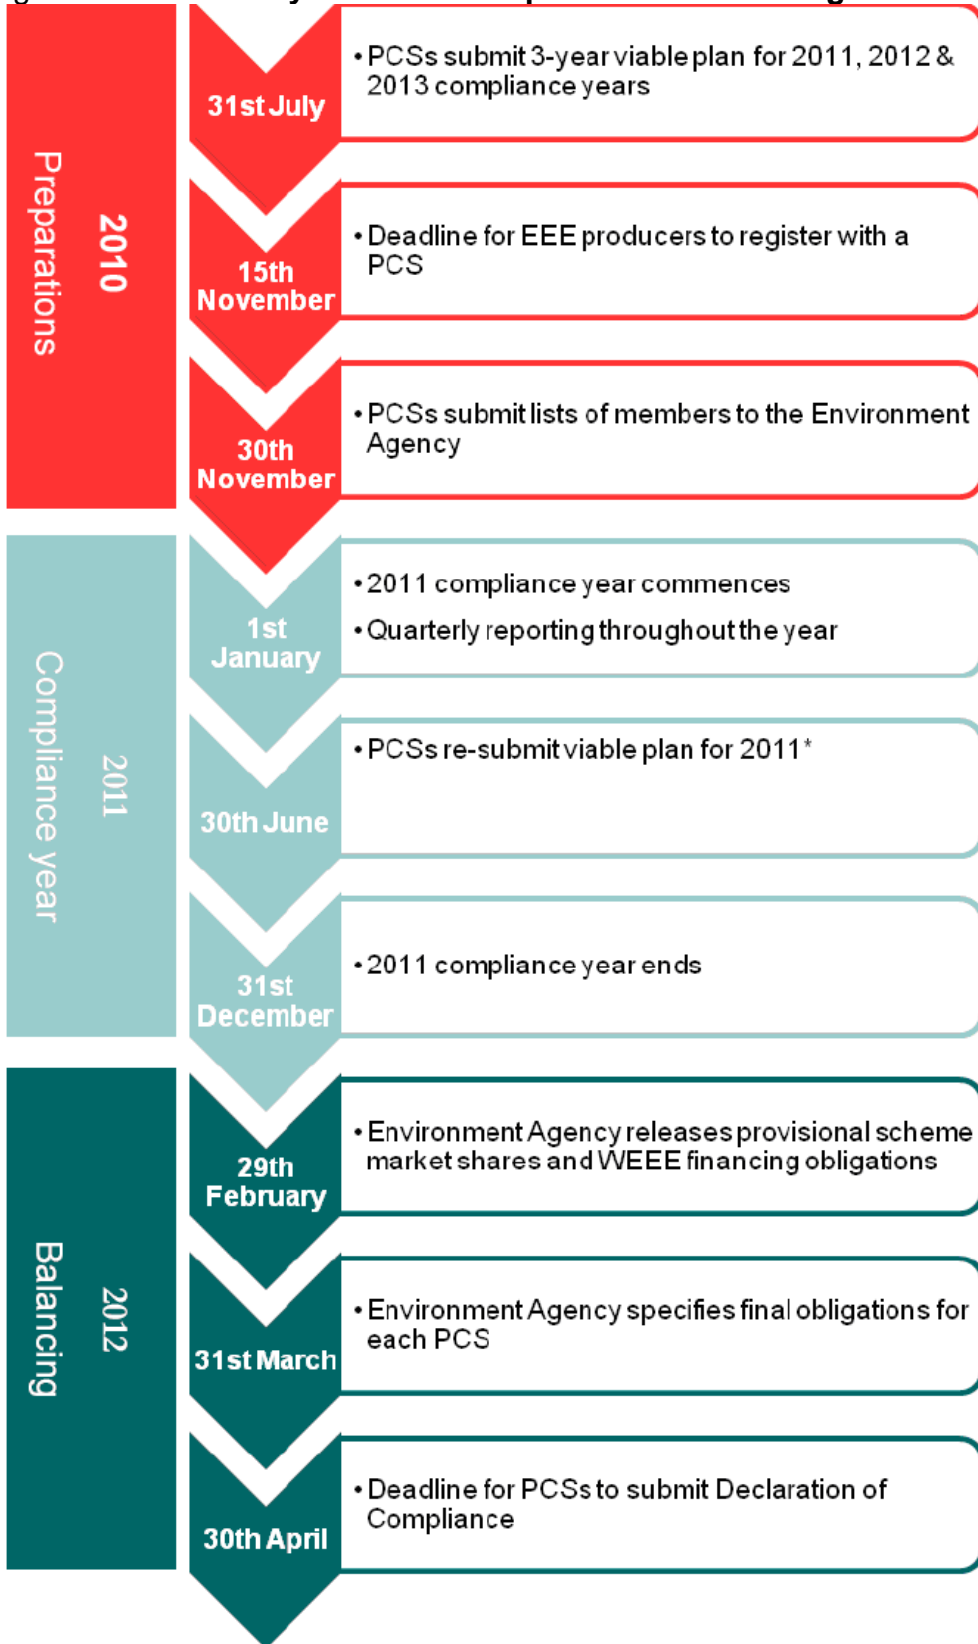 2010
Preparations
31st July
• PCSs submit 3-year viable plan for 2011, 2012 &
2013 compliance years
15th
November
• Deadline for EEE producers to register with a
PCS
30th
November
• PCSs submit lists of members to the Environment
Agency
2011
Compliance year
1st
January
• 2011 compliance year commences
• Quarterly reporting throughout the year
30th June
• PCSs re-submit viable plan for 2011*
31st
December
• 2011 compliance year ends
2012
Balancing
29th
February
• Environment Agency releases provisional scheme
market shares and WEEE financing obligations
31st March
• Environment Agency specifies final obligations for
each PCS
30th April
• Deadline for PCSs to submit Declaration of
Compliance